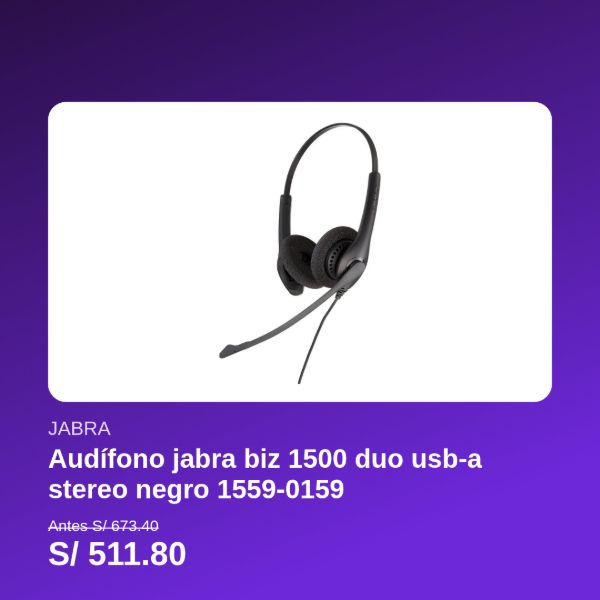 JABRA
Audífono jabra biz 1500 duo usb-a
stereo negro 1559-0159
Antes S/ 673.40
S/ 511.80